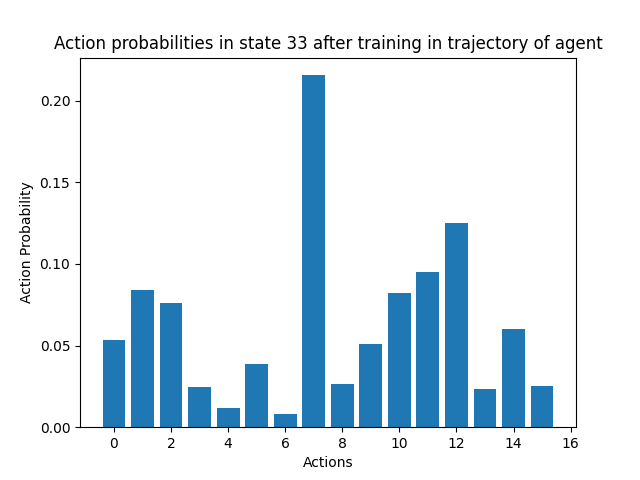 Action probabilities in state 33 after training in trajectory of agent
Action Probability
0.20
0.15
0.10
0.05
0.00
0 2 4 6 8 10 12 14 16
Actions